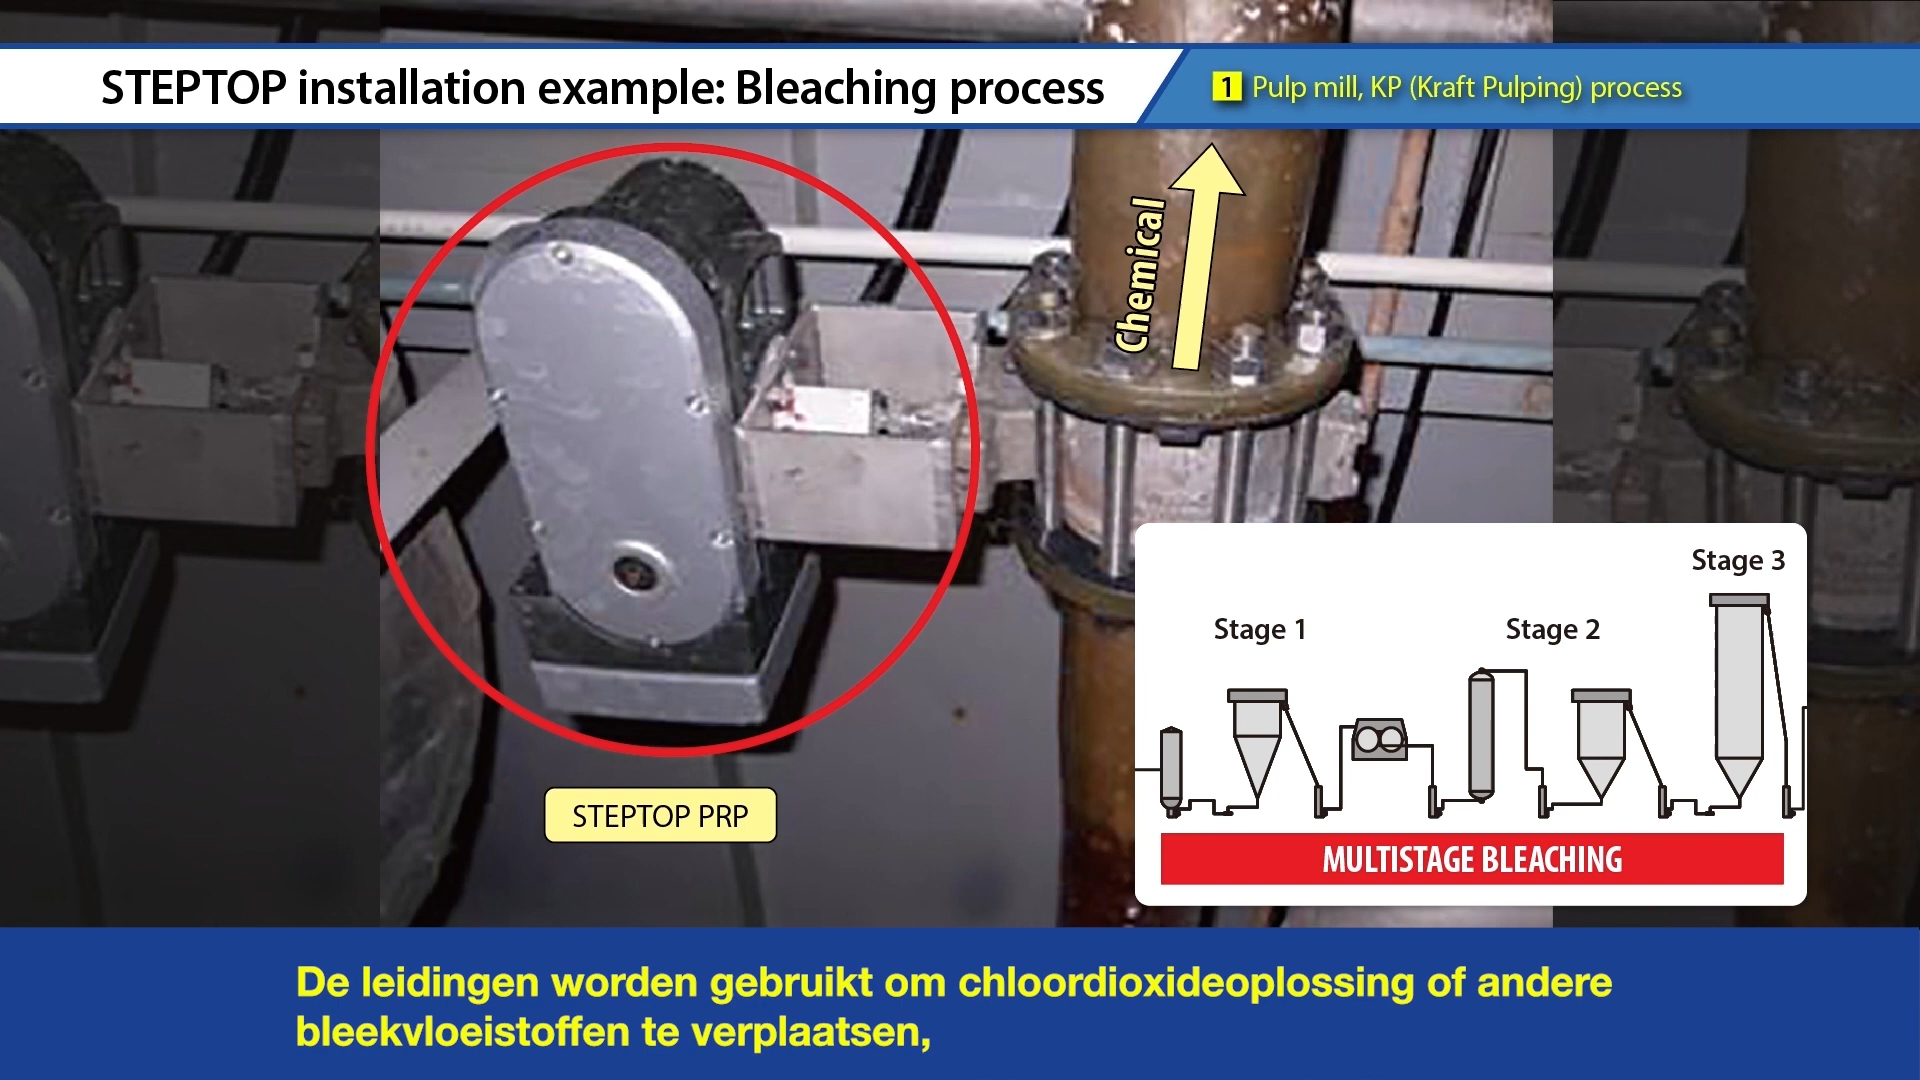 STEPTOP installation example: Bleaching process
1 Pulp mill, KP (Kraft Pulping) process
Chemical
STEPTOP PRP
Stage 1
Stage 2
Stage 3
MULTISTAGE BLEACHING
De leidingen worden gebruikt om chloordioxideoplossing of andere
bleekvloeistoffen te verplaatsen,